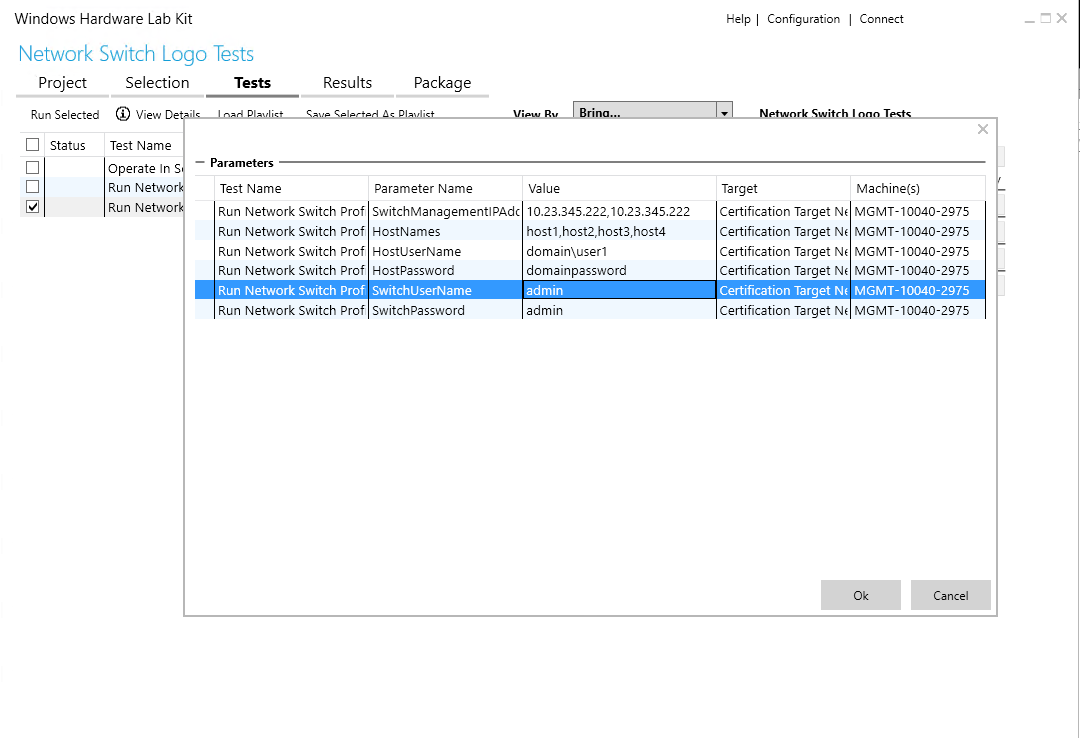 Windows Hardware Lab Kit
Help | Configuration | Connect
Network Switch Logo Tests
Project Selection Tests Results Package
Run Selected View Details Load Playlist Save Selected As Playlist View By Bring... Network Switch Logo Tests
Status Test Name
Operate In Se
Run Network
Run Network
Parameters
Test Name Parameter Name Value Target Machine(s)
Run Network Switch Prof SwitchManagementIPAdd 10.23.345.222,10.23.345.222 Certification Target Ne MGMT-10040-2975
Run Network Switch Prof HostNames host1,host2,host3,host4 Certification Target Ne MGMT-10040-2975
Run Network Switch Prof HostUserName domain\user1 Certification Target Ne MGMT-10040-2975
Run Network Switch Prof HostPassword domainpassword Certification Target Ne MGMT-10040-2975
Run Network Switch Prof SwitchUserName admin Certification Target Ne MGMT-10040-2975
Run Network Switch Prof SwitchPassword admin Certification Target Ne MGMT-10040-2975
Ok Cancel